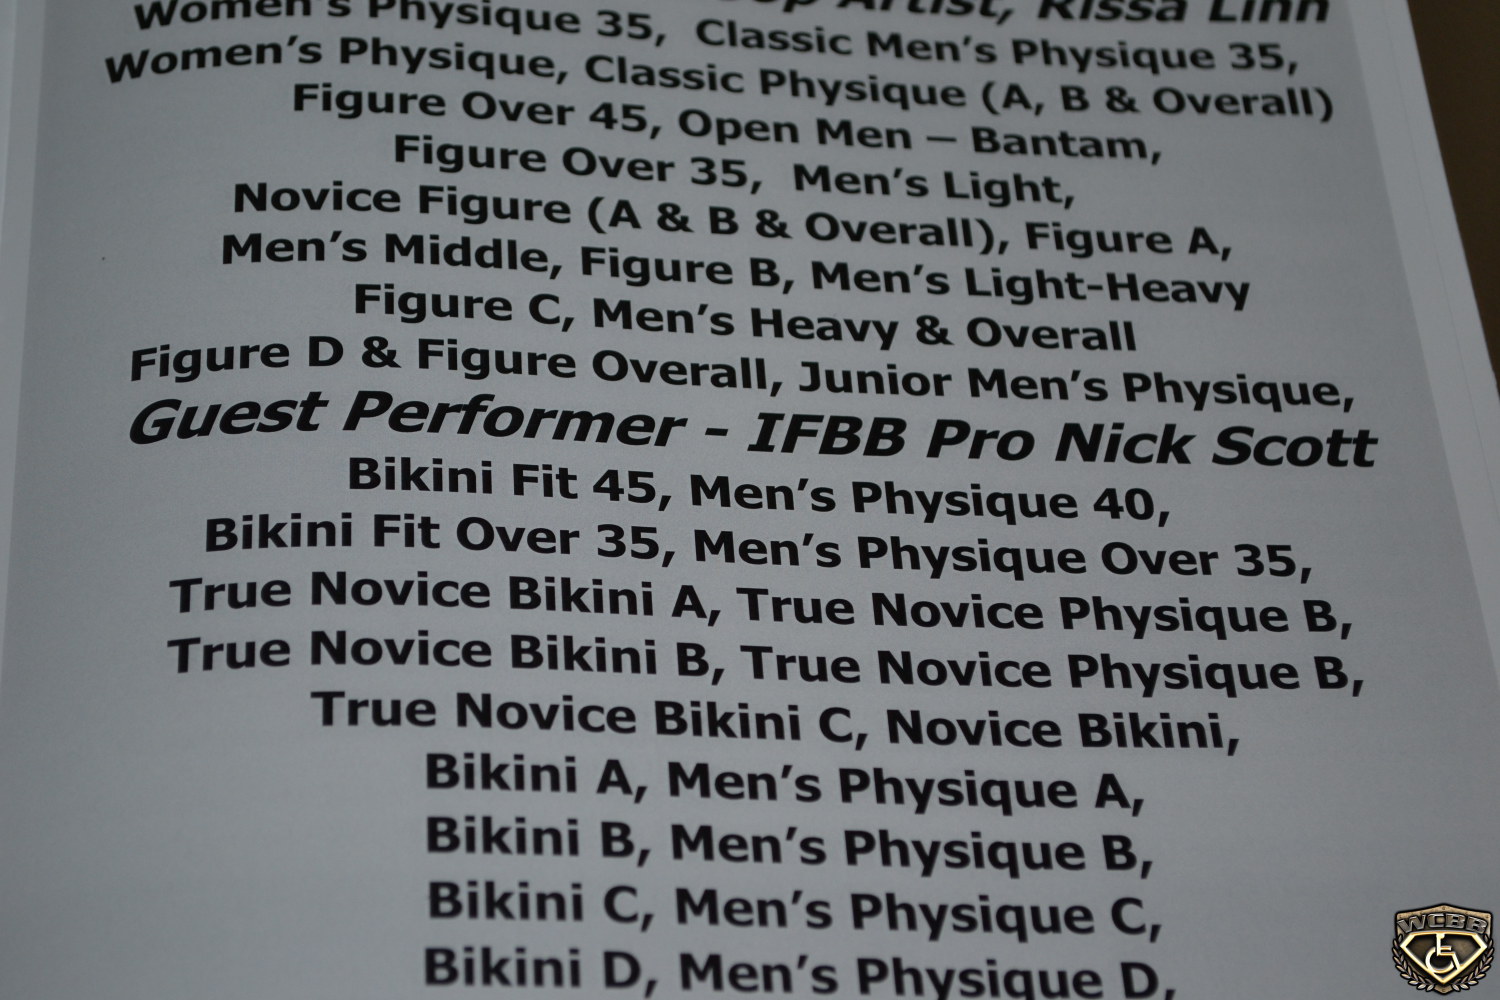 Artist, Rissa Linn
Women's Physique 35, Classic Men's Physique 35,
Women's Physique, Classic Physique (A, B & Overall)
Figure Over 45, Open Men – Bantam,
Figure Over 35, Men's Light,
Novice Figure (A & B & Overall), Figure A,
Men's Middle, Figure B, Men's Light-Heavy
Figure C, Men's Heavy & Overall
Figure D & Figure Overall, Junior Men's Physique,
Guest Performer - IFBB Pro Nick Scott
Bikini Fit 45, Men's Physique 40,
Bikini Fit Over 35, Men's Physique Over 35,
True Novice Bikini A, True Novice Physique B,
True Novice Bikini B, True Novice Physique B,
True Novice Bikini C, Novice Bikini,
Bikini A, Men's Physique A,
Bikini B, Men's Physique B,
Bikini C, Men's Physique C,
Bikini D, Men's Physique D,
WCBB